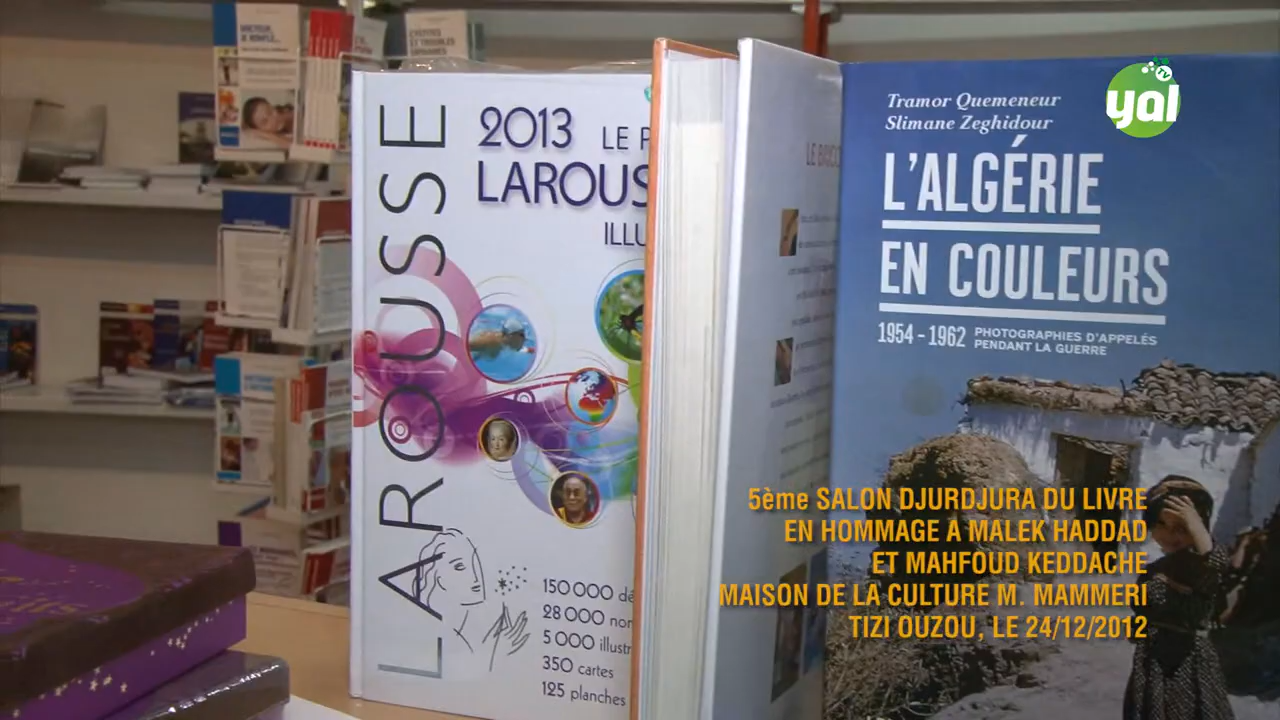 LAROUSSE
2013 LE P
LAROUS
ILLU
150 000 dé
28 000 nor
5 000 illustr
350 cartes
125 planches
Tramor Quemeneur
Slimane Zeghidour
L'ALGÉRIE
EN COULEURS
1954 - 1962 PHOTOGRAPHIES D'APPELÉS
PENDANT LA GUERRE
yal TV
5ème SALON DJURDJURA DU LIVRE
EN HOMMAGE A MALEK HADDAD
ET MAHFOUD KEDDACHE
MAISON DE LA CULTURE M. MAMMERI
TIZI OUZOU, LE 24/12/2012